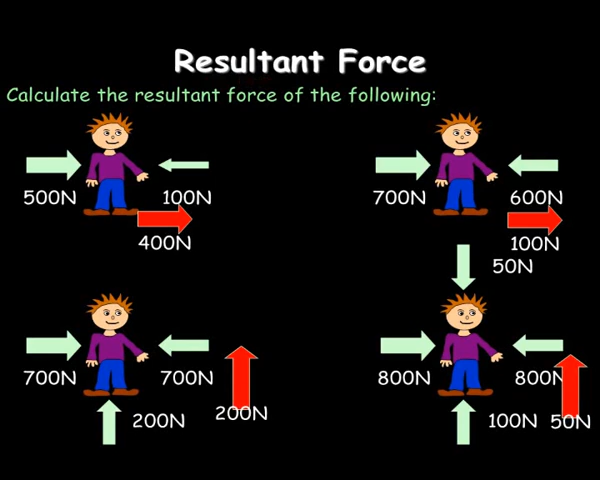 Resultant Force
Calculate the resultant force of the following:
500N
100N
400N
700N
600N
100N
700N
700N
200N
200N
50N
800N
800N
100N
50N